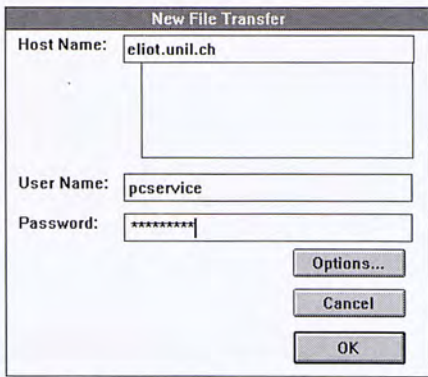 New File Transfer
Host Name: eliot.unil.ch
User Name: pcservice
Password: *********
Options...
Cancel
OK